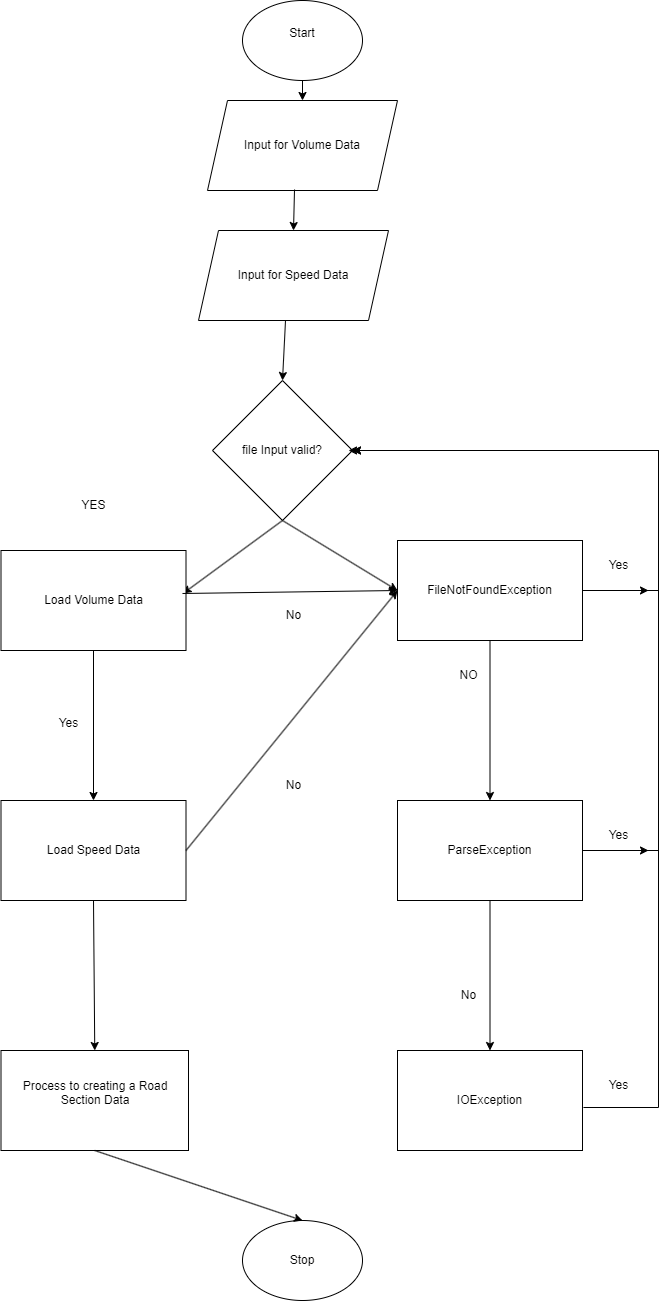 Start
Input for Volume Data
Input for Speed Data
file Input valid?
YES
Load Volume Data
No
FileNotFoundException
Yes
NO
Yes
No
Load Speed Data
ParseException
Yes
No
Process to creating a Road
Section Data
IOException
Yes
Stop